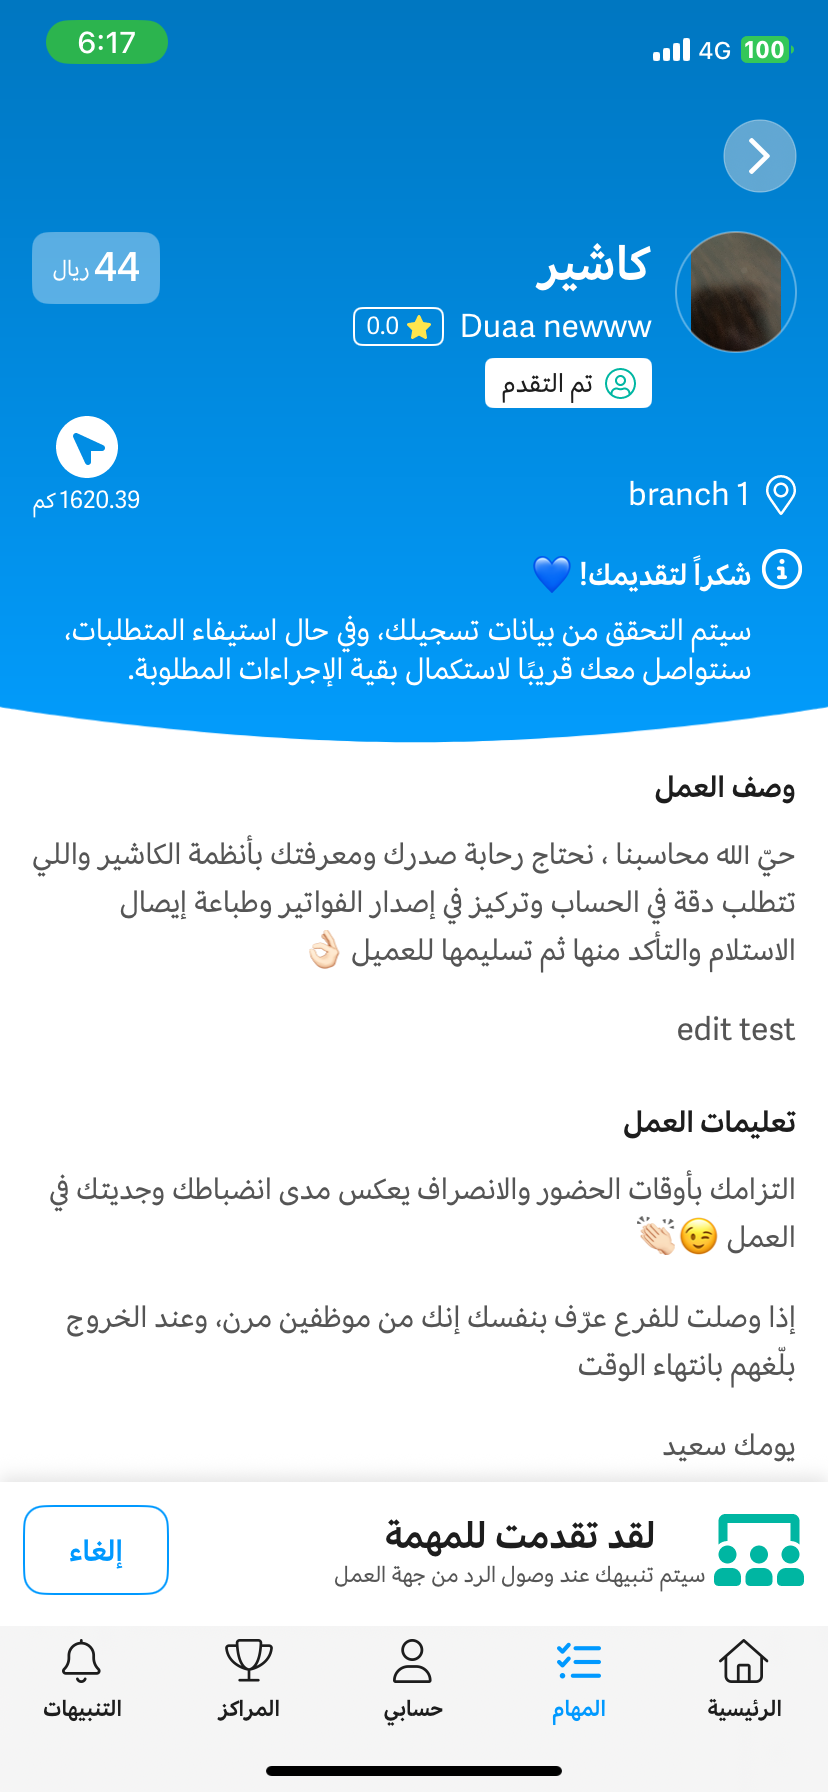 6:17
4G 100
كاشير
44 ريال
Duaa newww 0.0
تم التقدم
1620.39 كم
branch 1
شكراً لتقديمك! 💙
سيتم التحقق من بيانات تسجيلك، وفي حال استيفاء المتطلبات،
سنتواصل معك قريبًا لاستكمال بقية الإجراءات المطلوبة.
وصف العمل
حيّ الله محاسبنا ، نحتاج رحابة صدرك ومعرفتك بأنظمة الكاشير واللي
تتطلب دقة في الحساب وتركيز في إصدار الفواتير وطباعة إيصال
الاستلام والتأكد منها ثم تسليمها للعميل 👌🏻
edit test
تعليمات العمل
التزامك بأوقات الحضور والانصراف يعكس مدى انضباطك وجديتك في
العمل 😉👏🏻
إذا وصلت للفرع عرّف بنفسك إنك من موظفين مرن، وعند الخروج
بلّغهم بانتهاء الوقت
يومك سعيد
لقد تقدمت للمهمة
سيتم تنبيهك عند وصول الرد من جهة العمل
إلغاء
الرئيسية
المهام
حسابي
المراكز
التنبيهات